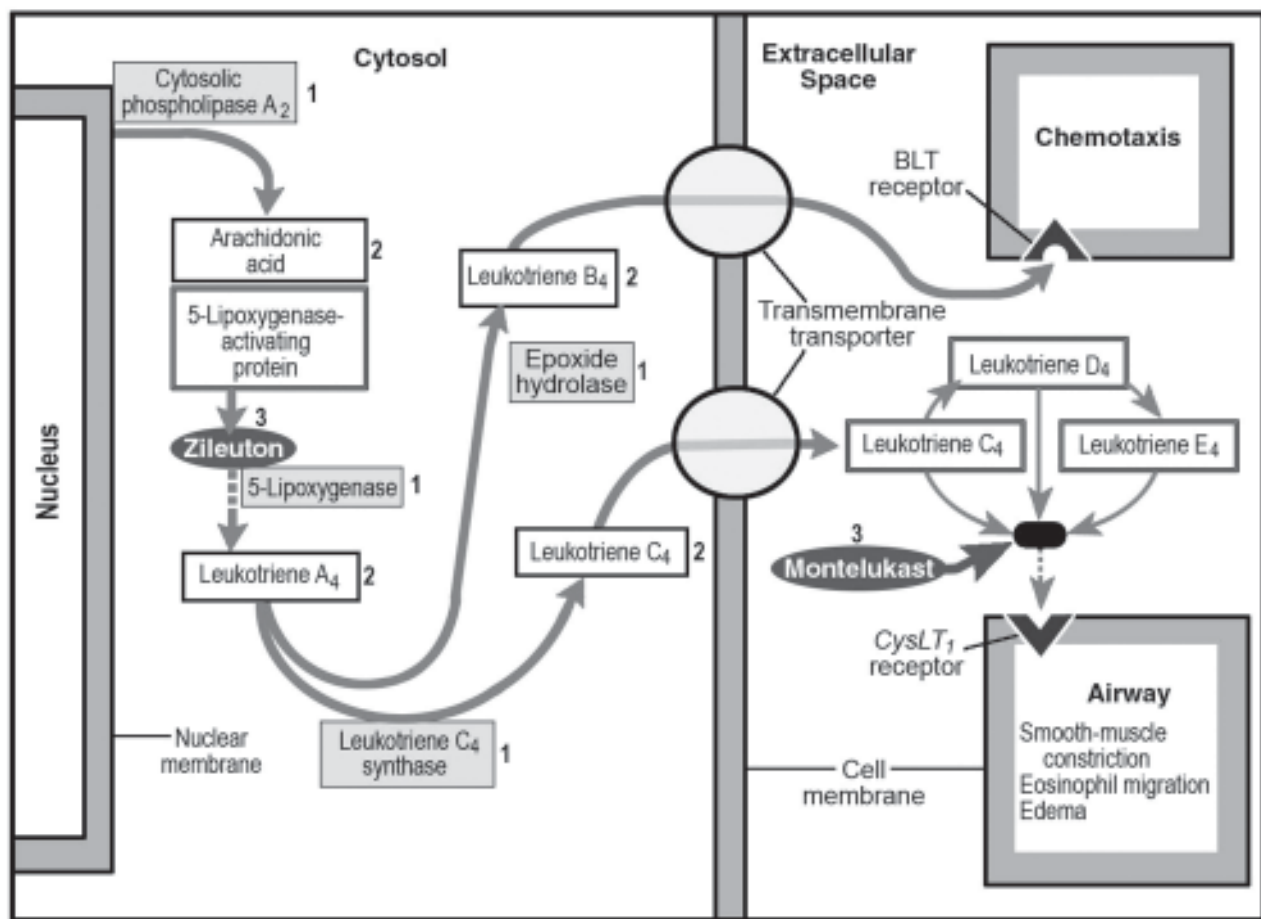 Cytosol
Extracellular
Space
Cytosolic
phospholipase A2
1
Chemotaxis
BLT
receptor
Arachidonic
acid
2
Leukotriene B4
2
5-Lipoxygenase-
activating
protein
Transmembrane
transporter
Epoxide
hydrolase
1
Leukotriene D4
3
Zileuton
Leukotriene C4
Leukotriene E4
5-Lipoxygenase
1
Nucleus
Leukotriene A4
2
Leukotriene C4
2
3
Montelukast
CysLT1
receptor
Airway
Smooth-muscle
constriction
Eosinophil migration
Edema
Nuclear
membrane
Leukotriene C4
synthase
1
Cell
membrane